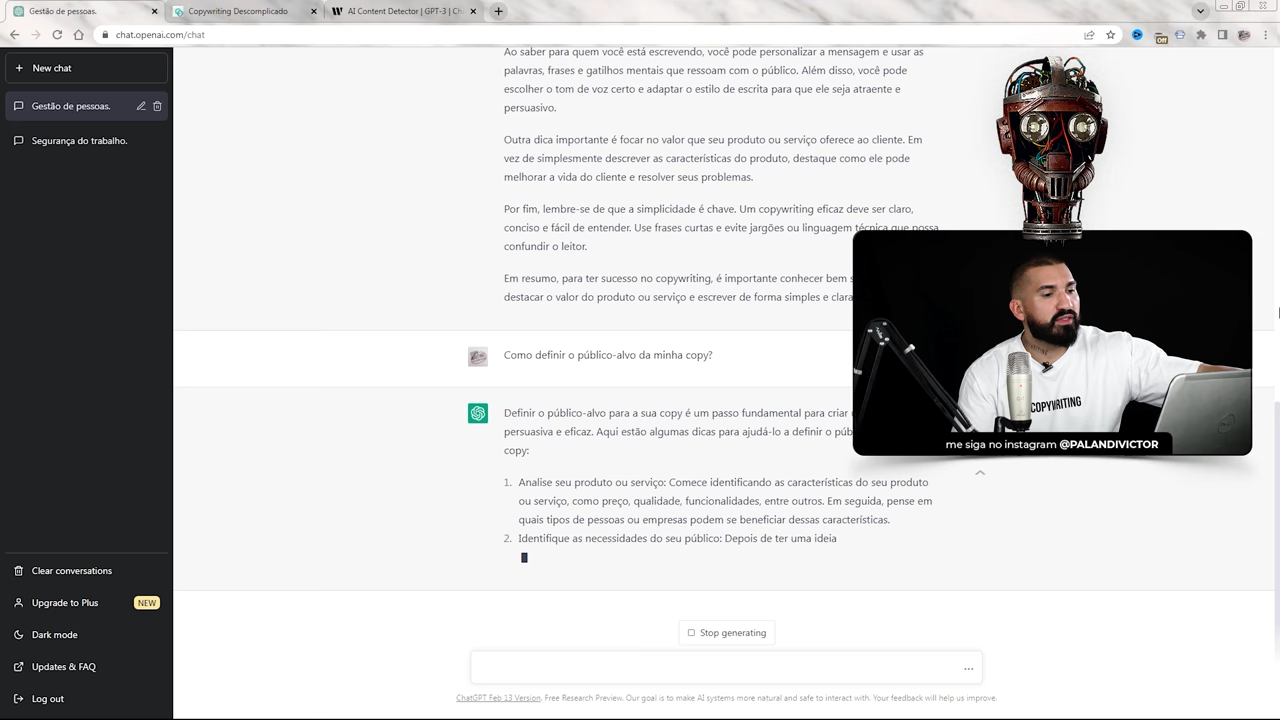 Gestão de pessoas.
Copywriting Descomplicado
AI Content Detector | GPT-3 | Ch
chat.openai.com/chat
Off
New chat
Gestão de pessoas.
Segurança do trabalho.
Clear conversations
Upgrade to Plus NEW
Dark mode
Updates & FAQ
Log out
Ao saber para quem você está escrevendo, você pode personalizar a mensagem e usar as
palavras, frases e gatilhos mentais que ressoam com o público. Além disso, você pode
escolher o tom de voz certo e adaptar o estilo de escrita para que ele seja atraente e
persuasivo.
Outra dica importante é focar no valor que seu produto ou serviço oferece ao cliente. Em
vez de simplesmente descrever as características do produto, destaque como ele pode
melhorar a vida do cliente e resolver seus problemas.
Por fim, lembre-se de que a simplicidade é chave. Um copywriting eficaz deve ser claro,
conciso e fácil de entender. Use frases curtas e evite jargões ou linguagem técnica que possa
confundir o leitor.
Em resumo, para ter sucesso no copywriting, é importante conhecer bem
destacar o valor do produto ou serviço e escrever de forma simples e clara
Como definir o público-alvo da minha copy?
Definir o público-alvo para a sua copy é um passo fundamental para criar
persuasiva e eficaz. Aqui estão algumas dicas para ajudá-lo a definir o
copy:
1. Analise seu produto ou serviço: Comece identificando as características do seu produto
ou serviço, como preço, qualidade, funcionalidades, entre outros. Em seguida, pense em
quais tipos de pessoas ou empresas podem se beneficiar dessas características.
2. Identifique as necessidades do seu público: Depois de ter uma ideia
COPYWRITING
me siga no instagram @PALANDIVICTOR
Stop generating
ChatGPT Feb 13 Version. Free Research Preview. Our goal is to make AI systems more natural and safe to interact with. Your feedback will help us improve.